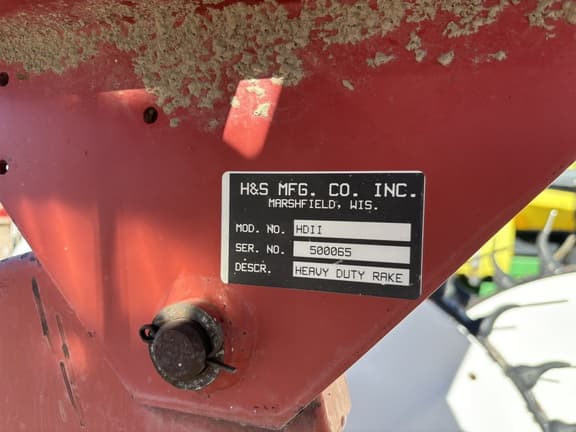 H&S MFG. CO. INC.
MARSHFIELD, WIS.
MOD. NO. HDII
SER. NO. 500065
DESCR. HEAVY DUTY RAKE